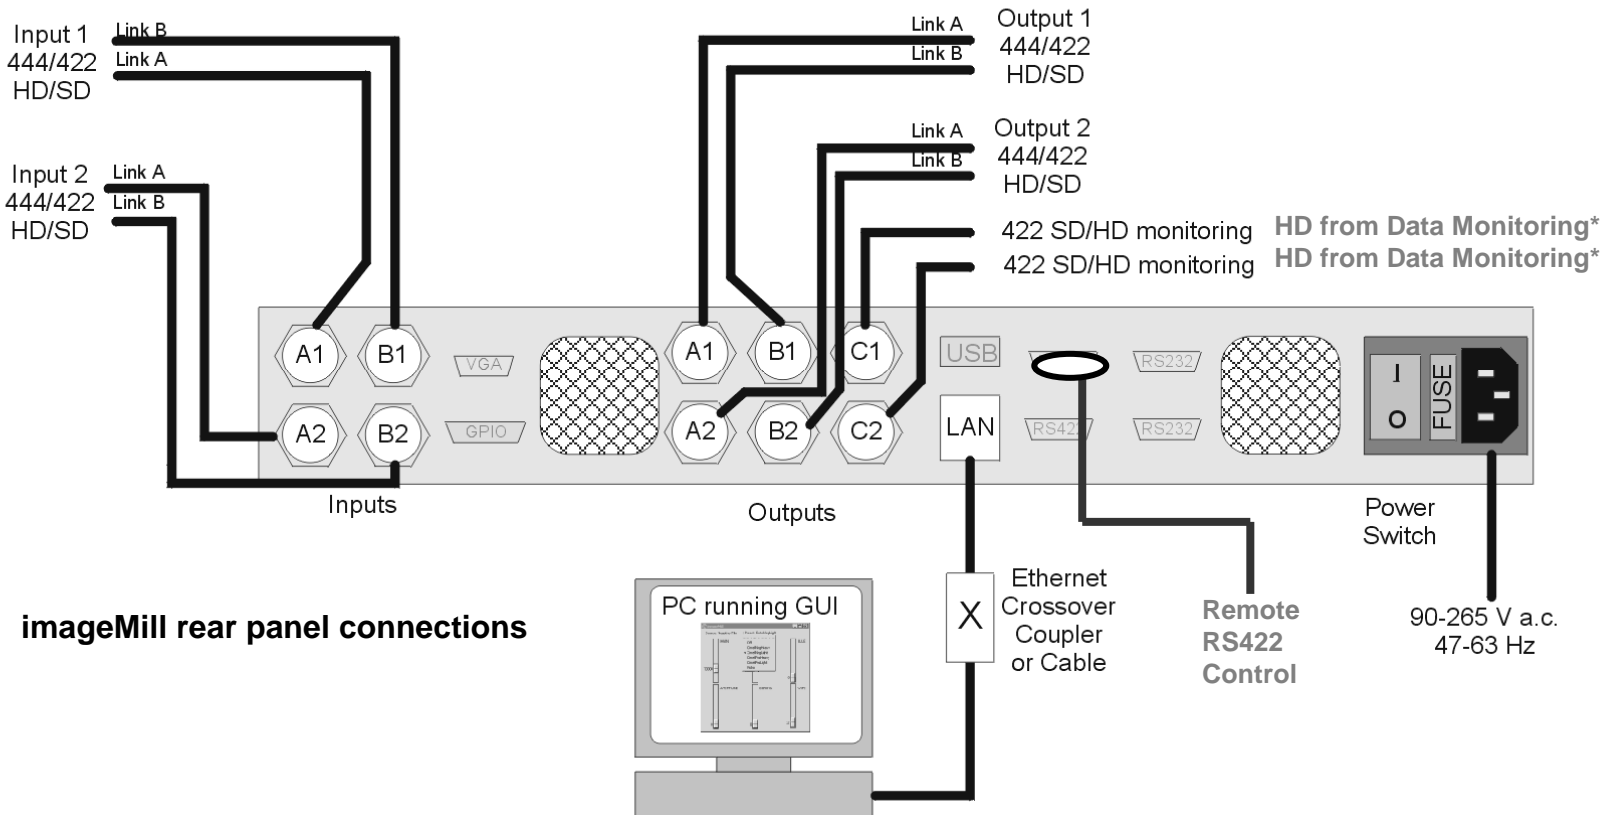 Input 1
444/422
HD/SD
Link B
Link A
Input 2
444/422
HD/SD
Link A
Link B
Link A
Link B
Output 1
444/422
HD/SD
Link A
Link B
Output 2
444/422
HD/SD
422 SD/HD monitoring HD from Data Monitoring*
422 SD/HD monitoring HD from Data Monitoring*
A1 B1 VGA A1 B1 C1 USB RS232
I
O
FUSE
A2 B2 GPIO A2 B2 C2 LAN RS422 RS232
Inputs
Outputs
Power
Switch
imageMill rear panel connections
PC running GUI
X
Ethernet
Crossover
Coupler
or Cable
Remote
RS422
Control
90-265 V a.c.
47-63 Hz